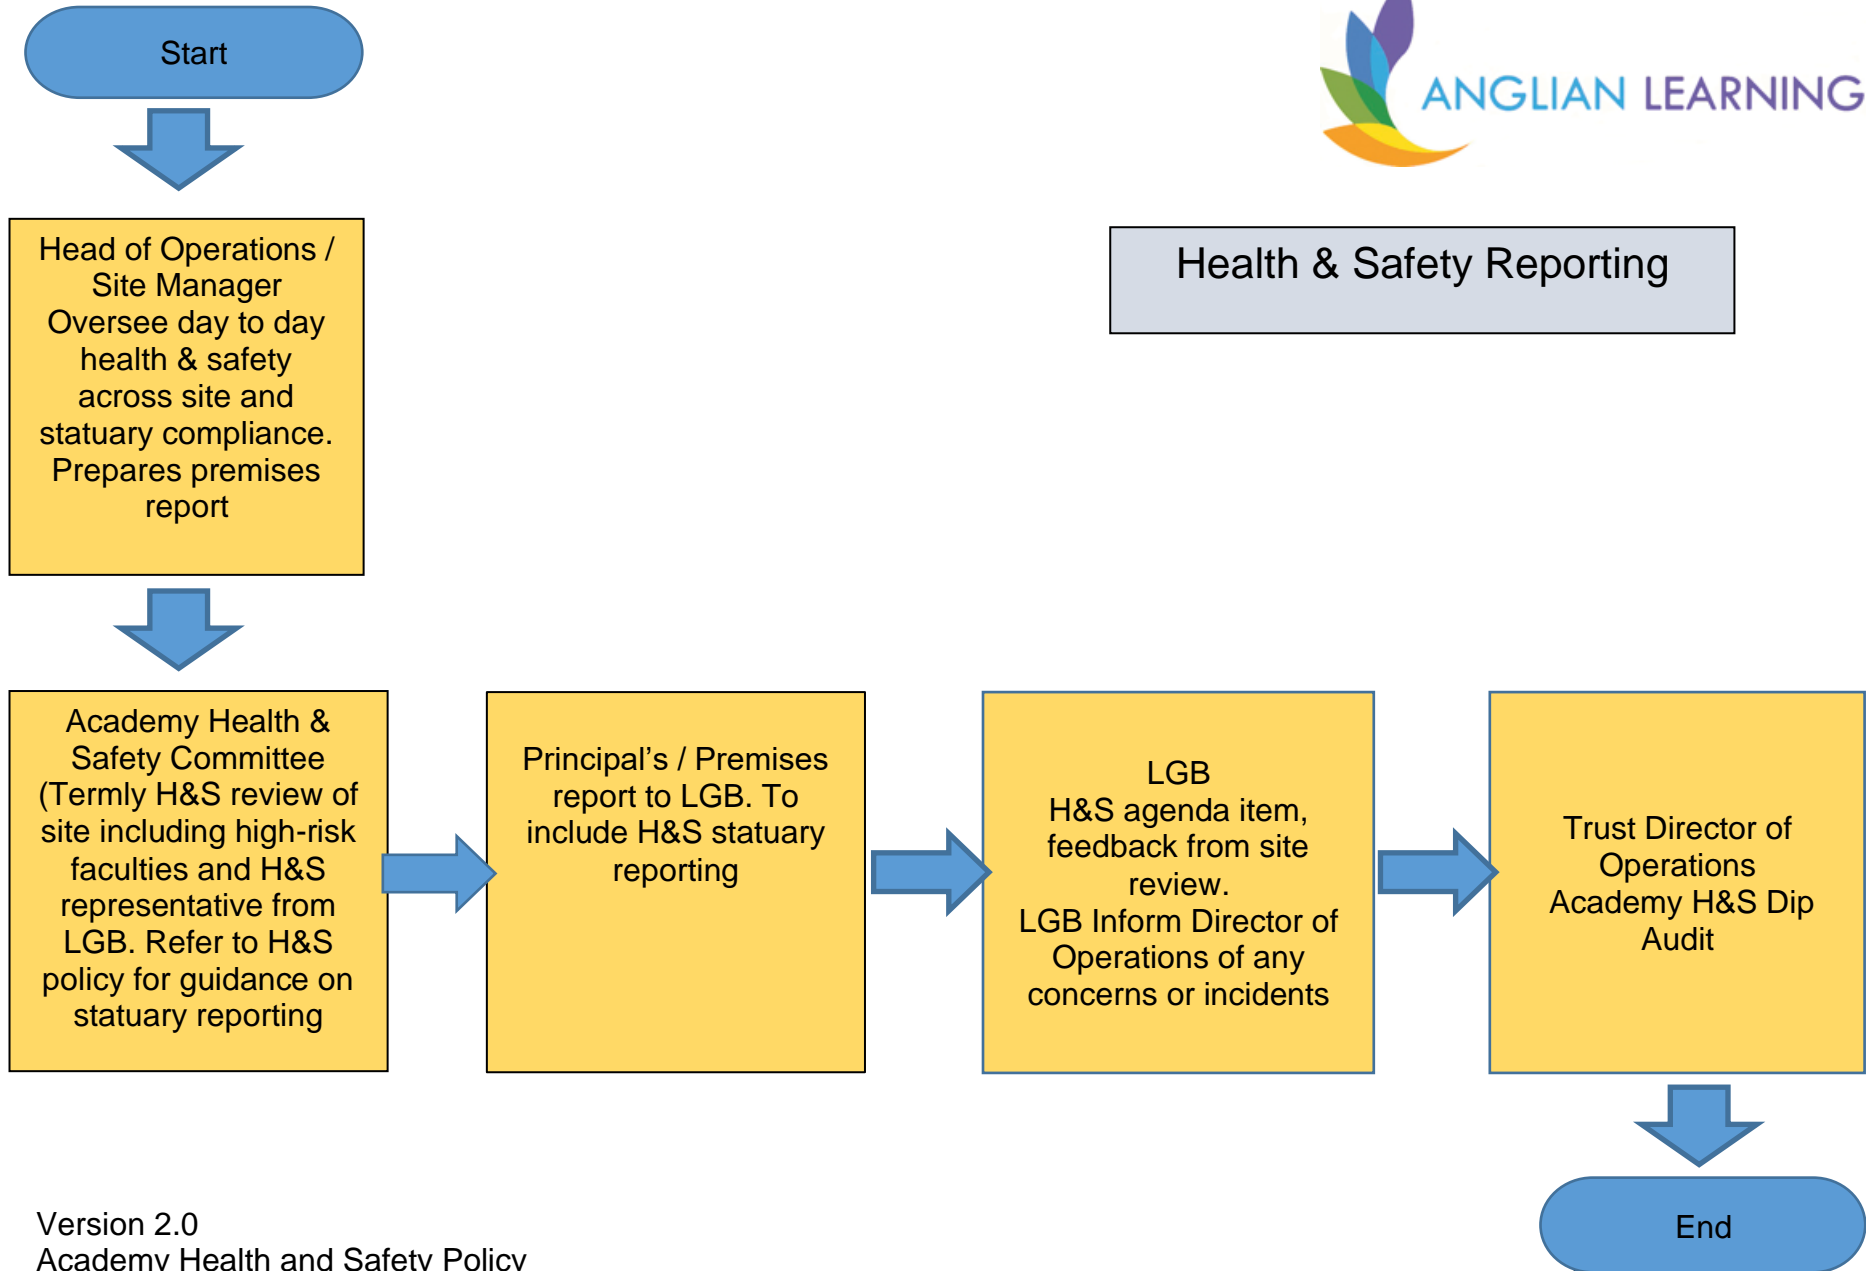 Start
ANGLIAN LEARNING
Head of Operations /
Site Manager
Oversee day to day
health & safety
across site and
statuary compliance.
Prepares premises
report
Health & Safety Reporting
Academy Health &
Safety Committee
(Termly H&S review of
site including high-risk
faculties and H&S
representative from
LGB. Refer to H&S
policy for guidance on
statuary reporting
Principal’s / Premises
report to LGB. To
include H&S statuary
reporting
LGB
H&S agenda item,
feedback from site
review.
LGB Inform Director of
Operations of any
concerns or incidents
Trust Director of
Operations
Academy H&S Dip
Audit
End
Version 2.0
Academy Health and Safety Policy